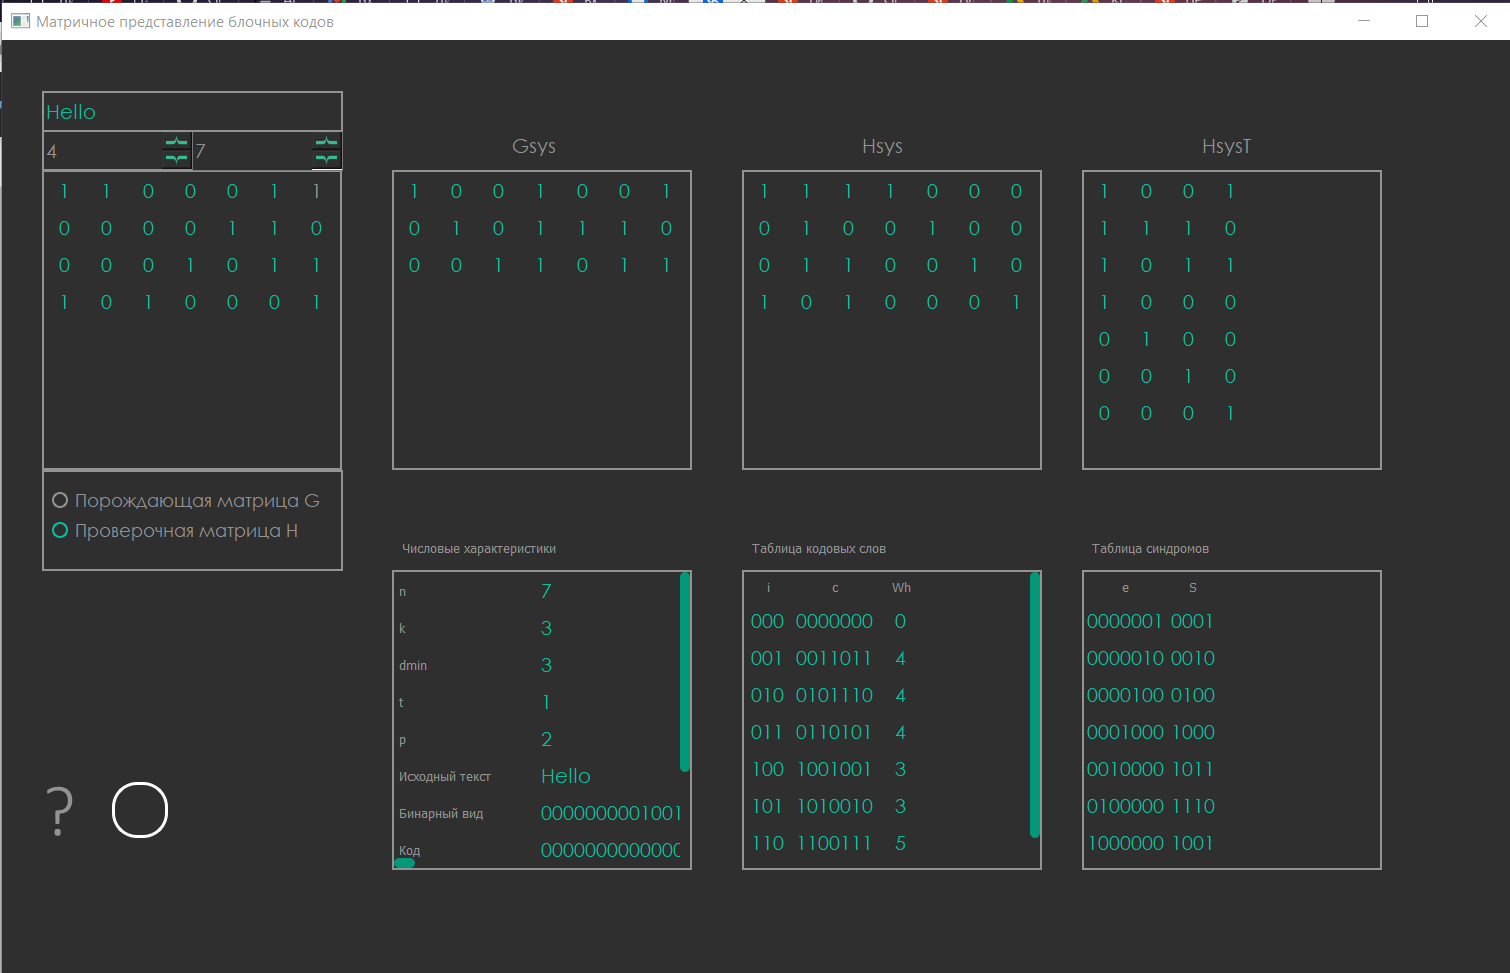 Матричное представление блочных кодов
Hello
4 7
1 1 0 0 0 1 1
0 0 0 0 1 1 0
0 0 0 1 0 1 1
1 0 1 0 0 0 1
Порождающая матрица G
Проверочная матрица H
?
Gsys
1 0 0 1 0 0 1
0 1 0 1 1 1 0
0 0 1 1 0 1 1
Hsys
1 1 1 1 0 0 0
0 1 0 0 1 0 0
0 1 1 0 0 1 0
1 0 1 0 0 0 1
HsysT
1 0 0 1
1 1 1 0
1 0 1 1
1 0 0 0
0 1 0 0
0 0 1 0
0 0 0 1
Числовые характеристики
n 7
k 3
dmin 3
t 1
p 2
Исходный текст Hello
Бинарный вид 0000000001001
Код 000000000000
Таблица кодовых слов
i c Wh
000 0000000 0
001 0011011 4
010 0101110 4
011 0110101 4
100 1001001 3
101 1010010 3
110 1100111 5
Таблица синдромов
e S
0000001 0001
0000010 0010
0000100 0100
0001000 1000
0010000 1011
0100000 1110
1000000 1001